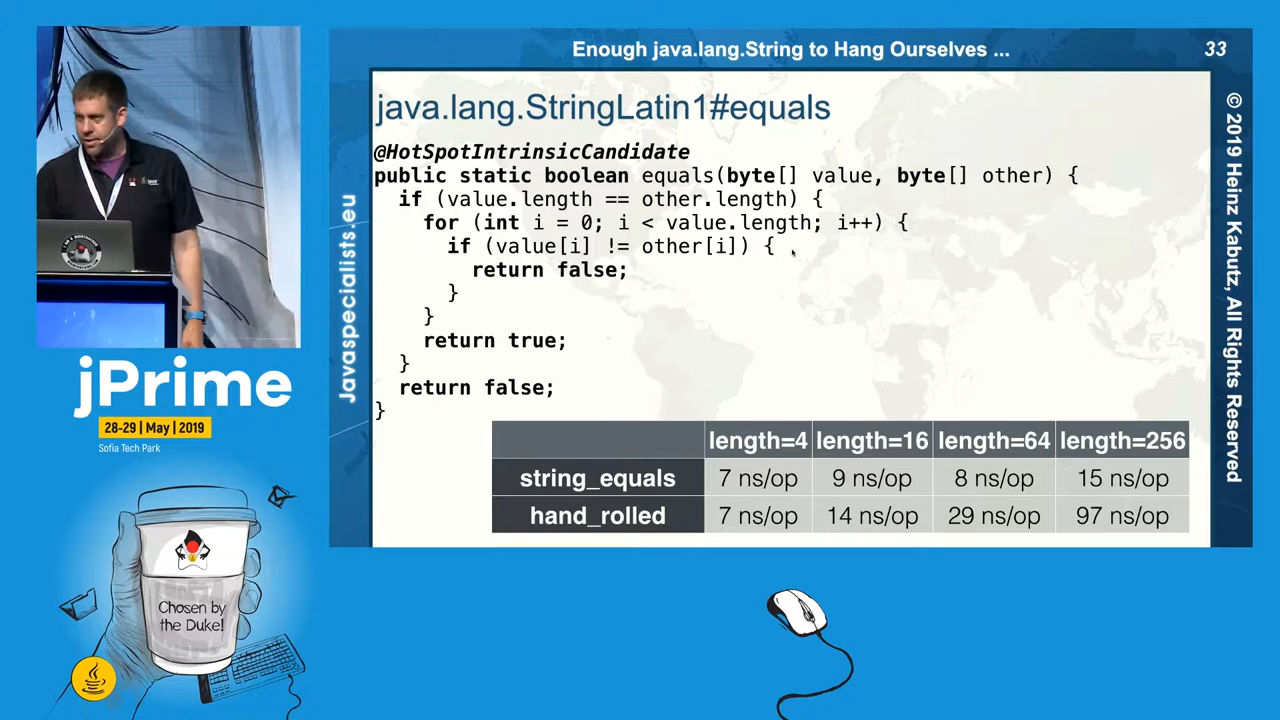 Enough java.lang.String to Hang Ourselves ...
33
java.lang.StringLatin1#equals
@HotSpotIntrinsicCandidate
public static boolean equals(byte[] value, byte[] other) {
if (value.length == other.length) {
for (int i = 0; i < value.length; i++) {
if (value[i] != other[i]) {
return false;
}
}
return true;
}
return false;
}
length=4 length=16 length=64 length=256
string_equals 7 ns/op 9 ns/op 8 ns/op 15 ns/op
hand_rolled 7 ns/op 14 ns/op 29 ns/op 97 ns/op
Javaspecialists.eu
© 2019 Heinz Kabutz, All Rights Reserved
jPrime
28-29 | May | 2019
Sofia Tech Park
Chosen by
the Duke!